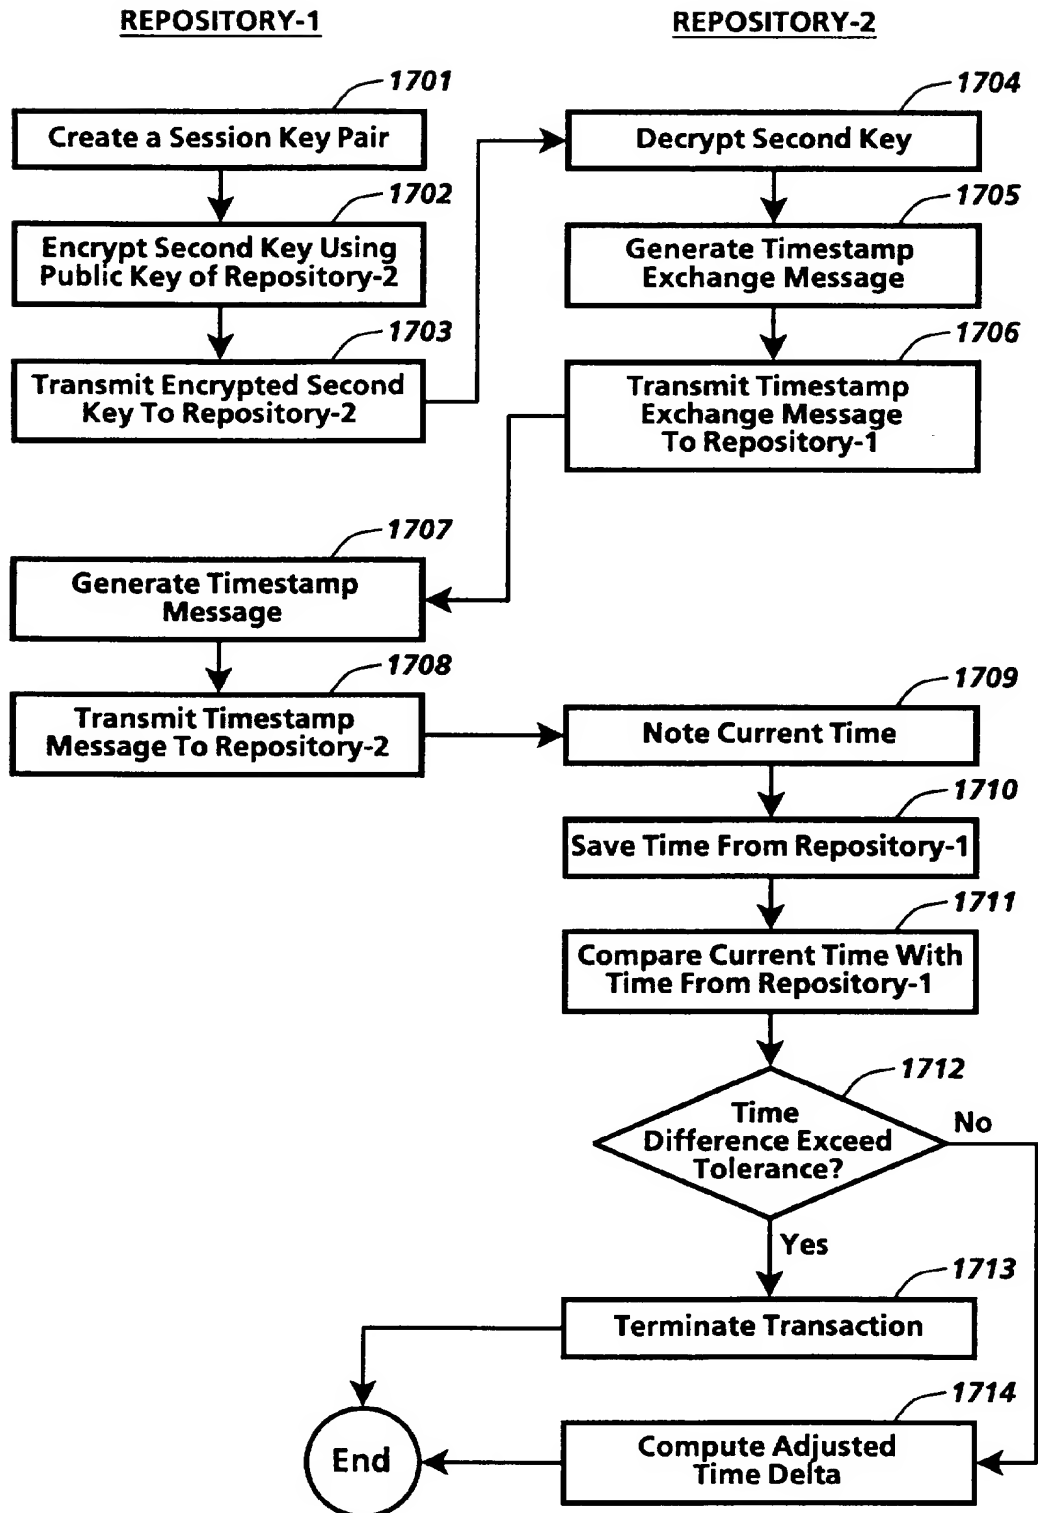 REPOSITORY-1
REPOSITORY-2
1701
Create a Session Key Pair
1702
Encrypt Second Key Using
Public Key of Repository-2
1703
Transmit Encrypted Second
Key To Repository-2
1704
Decrypt Second Key
1705
Generate Timestamp
Exchange Message
1706
Transmit Timestamp
Exchange Message
To Repository-1
1707
Generate Timestamp
Message
1708
Transmit Timestamp
Message To Repository-2
1709
Note Current Time
1710
Save Time From Repository-1
1711
Compare Current Time With
Time From Repository-1
1712
Time
Difference Exceed
Tolerance?
No
Yes
1713
Terminate Transaction
1714
Compute Adjusted
Time Delta
End